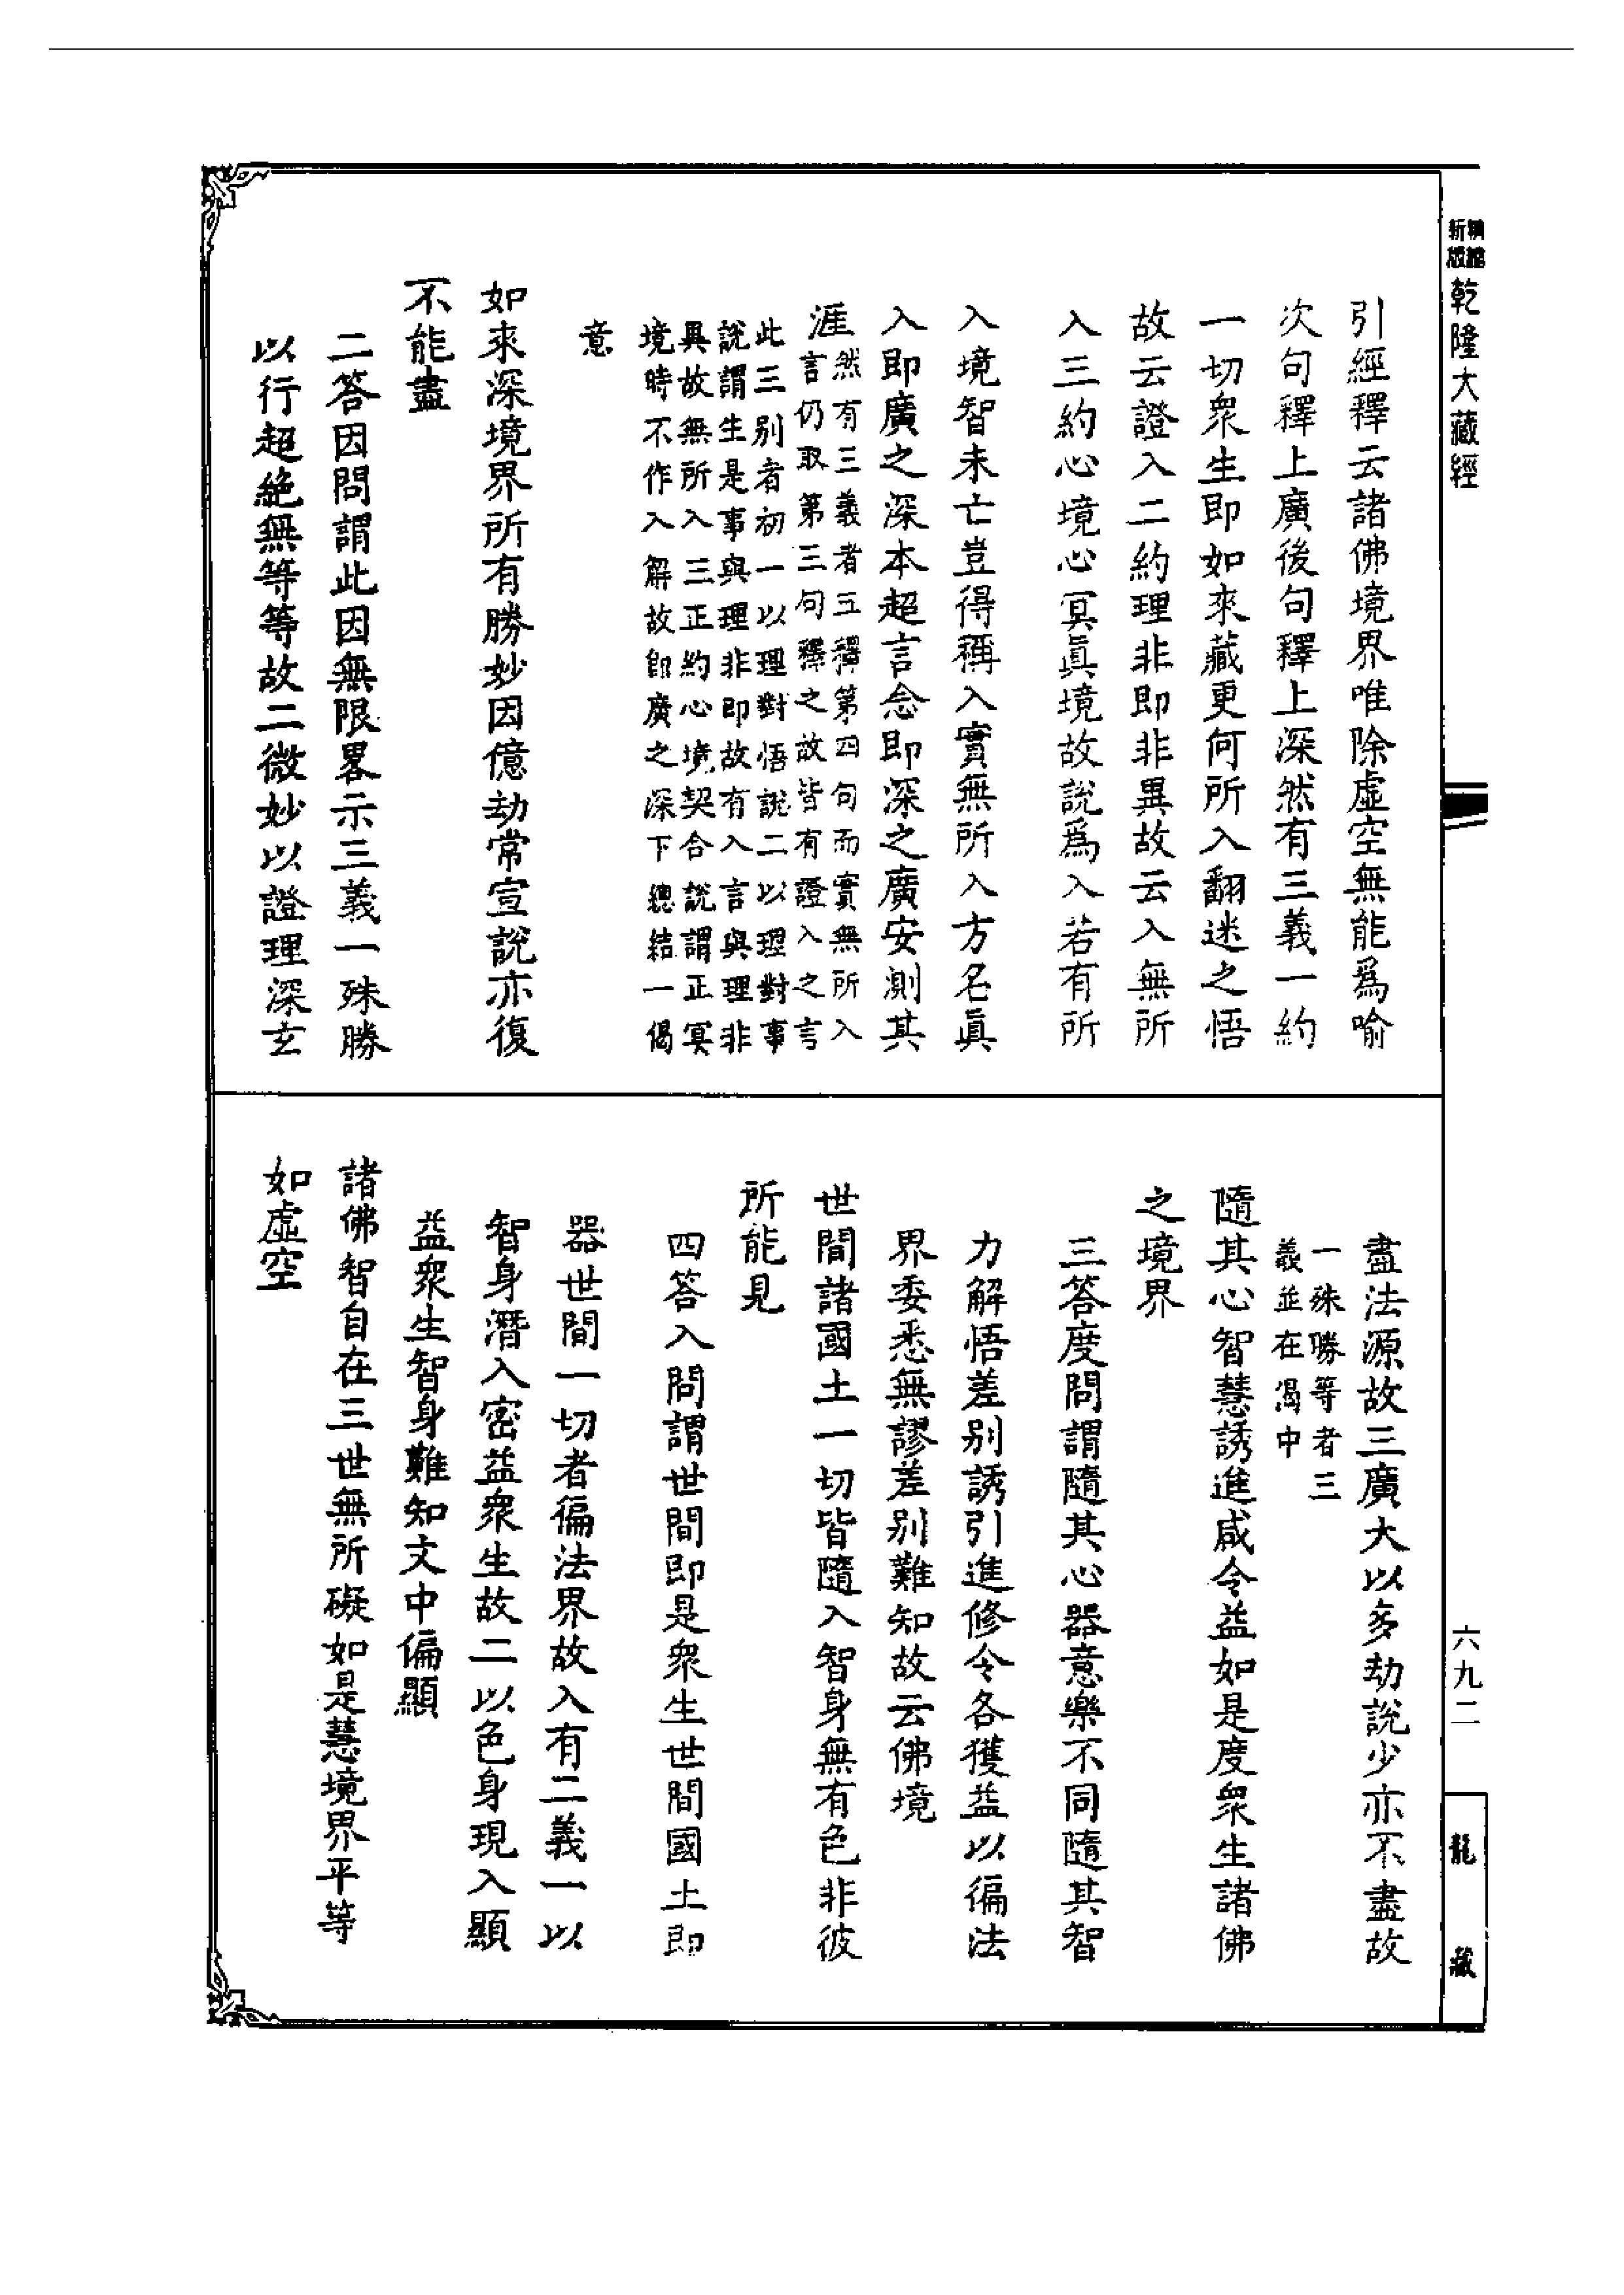 精縮
新版
乾隆大藏經
六九二
龍藏
引經釋云諸佛境界唯除虛空無能爲喻
次句釋上廣後句釋上深然有三義一約
一切衆生即如來藏更何所入翻迷之悟
故云證入二約理非即非異故云入無所
入三約心境心冥眞境故說爲入若有所
入境智未亡豈得稱入實無所入方名眞
入即廣之深本超言念即深之廣安測其
涯
然有三義者五釋第四句而實無所入
言仍取第三句釋之故皆有證入之言
此三別者初一以理對悟說二以理對事
說謂生是事與理非即故有入言與理非
異故無所入三正約心境契合說謂正冥
境時不作入解故即廣之深下總結一偈
意
如來深境界所有勝妙因億劫常宣說亦復
不能盡
二答因問謂此因無限畧示三義一殊勝
以行超絶無等等故二微妙以證理深玄
盡法源故三廣大以多劫說少亦不盡故
一殊勝等者三
義並在偈中
隨其心智慧誘進咸令益如是度衆生諸佛
之境界
三答度問謂隨其心器意樂不同隨其智
力解悟差别誘引進修令各獲益以徧法
界委悉無謬差别難知故云佛境
世間諸國土一切皆隨入智身無有色非彼
所能見
四答入問謂世間即是衆生世間國土即
器世間一切者徧法界故入有二義一以
智身潛入密益衆生故二以色身現入顯
益衆生智身難知文中偏顯
諸佛智自在三世無所礙如是慧境界平等
如虛空